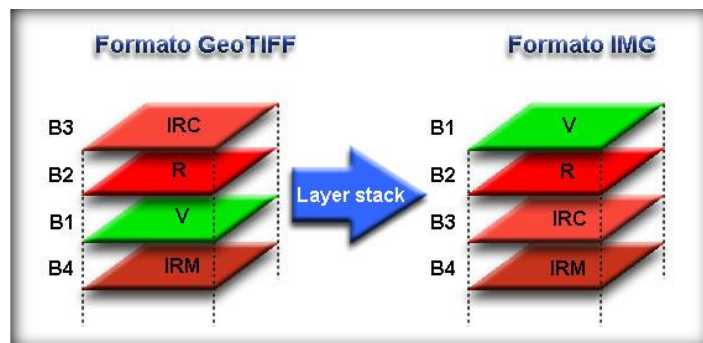 Formato GeoTIFF
Formato IMG
B3 IRC
B2 R
B1 V
B4 IRM
Layer stack
B1 V
B2 R
B3 IRC
B4 IRM